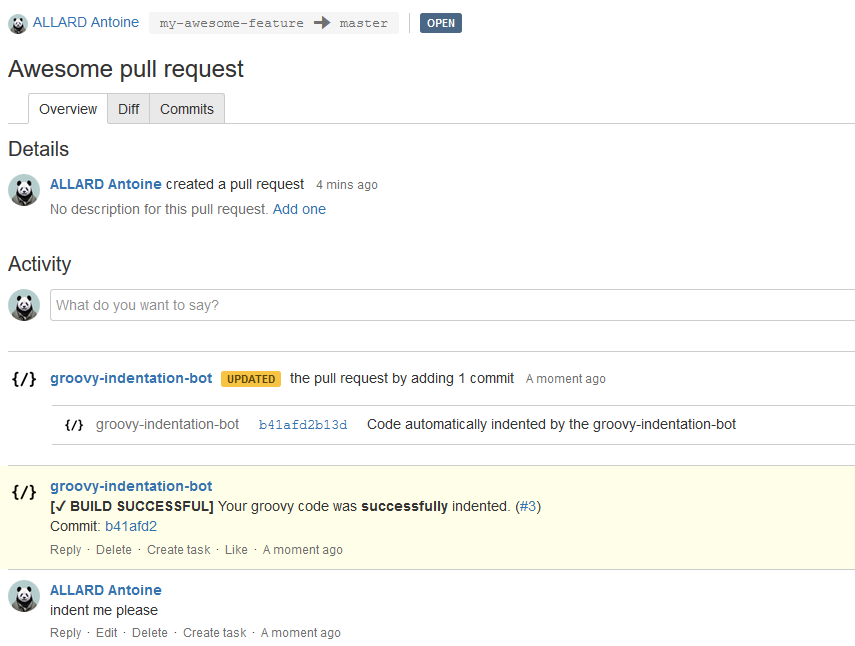 ALLARD Antoine my-awesome-feature → master OPEN
Awesome pull request
Overview Diff Commits
Details
ALLARD Antoine created a pull request 4 mins ago
No description for this pull request. Add one
Activity
What do you want to say?
{/} groovy-indentation-bot UPDATED the pull request by adding 1 commit A moment ago
{/} groovy-indentation-bot b41afd2b13d Code automatically indented by the groovy-indentation-bot
{/} groovy-indentation-bot
[✓ BUILD SUCCESSFUL] Your groovy code was successfully indented. (#3)
Commit: b41afd2
Reply · Delete · Create task · Like · A moment ago
ALLARD Antoine
indent me please
Reply · Edit · Delete · Create task · A moment ago